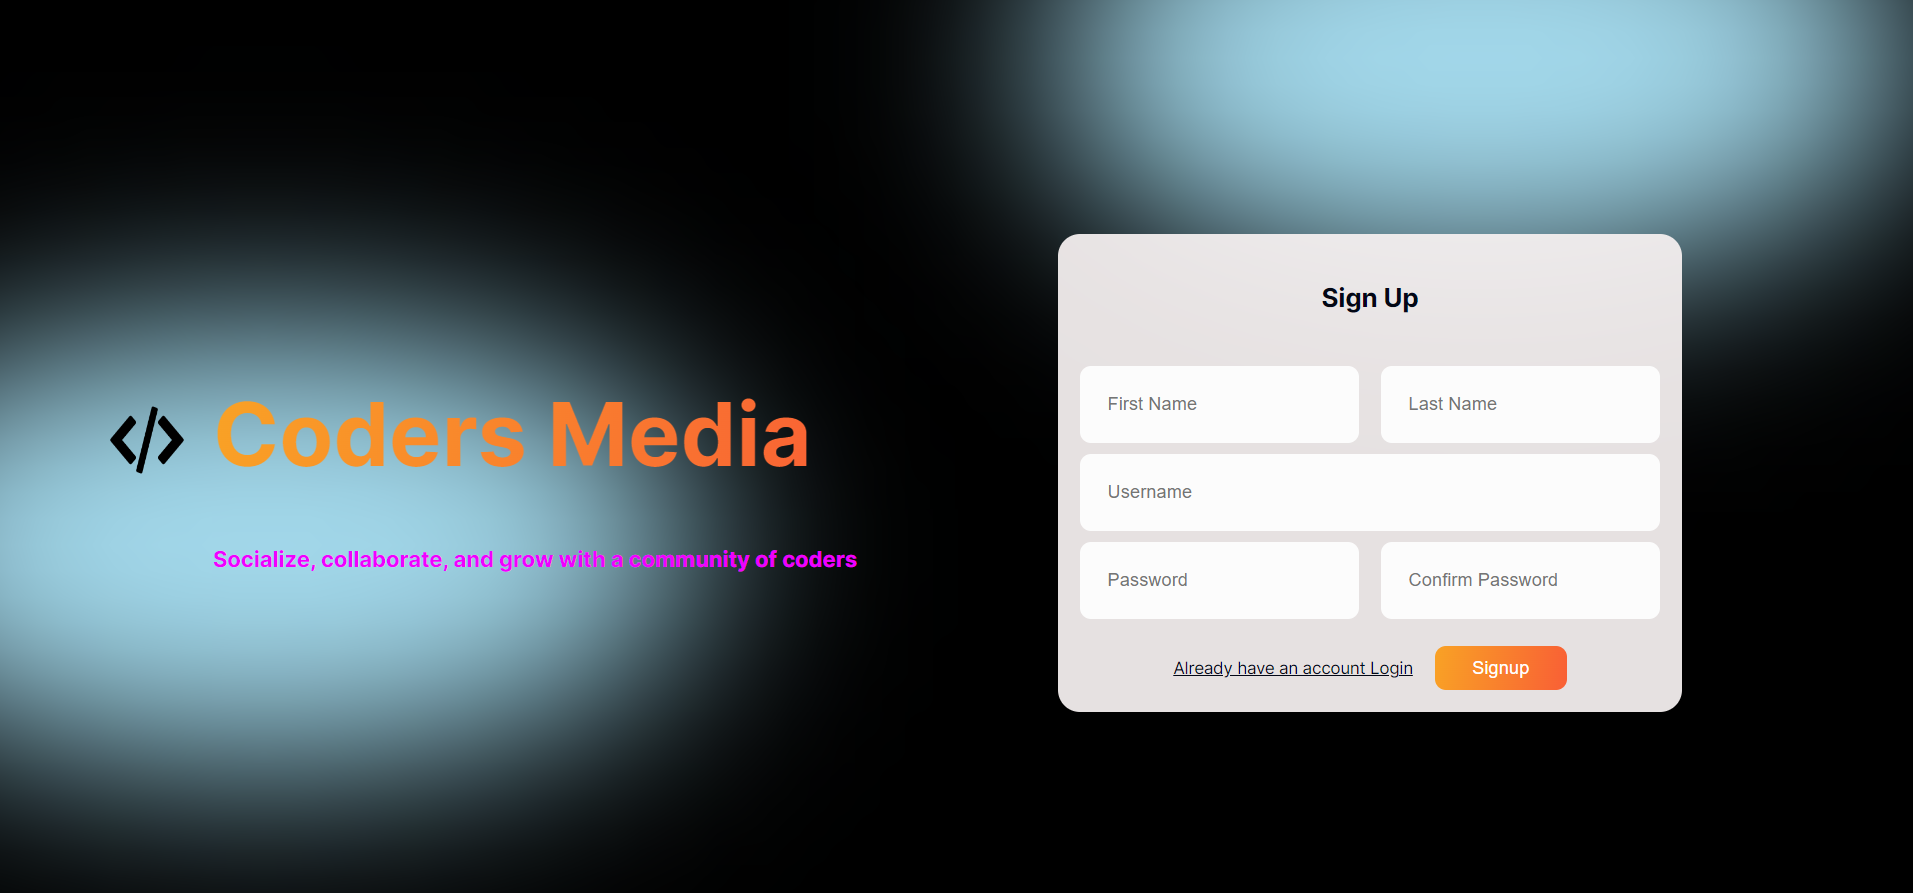 Coders Media
Socialize, collaborate, and grow with a community of coders
Sign Up
First Name
Last Name
Username
Password
Confirm Password
Already have an account Login
Signup